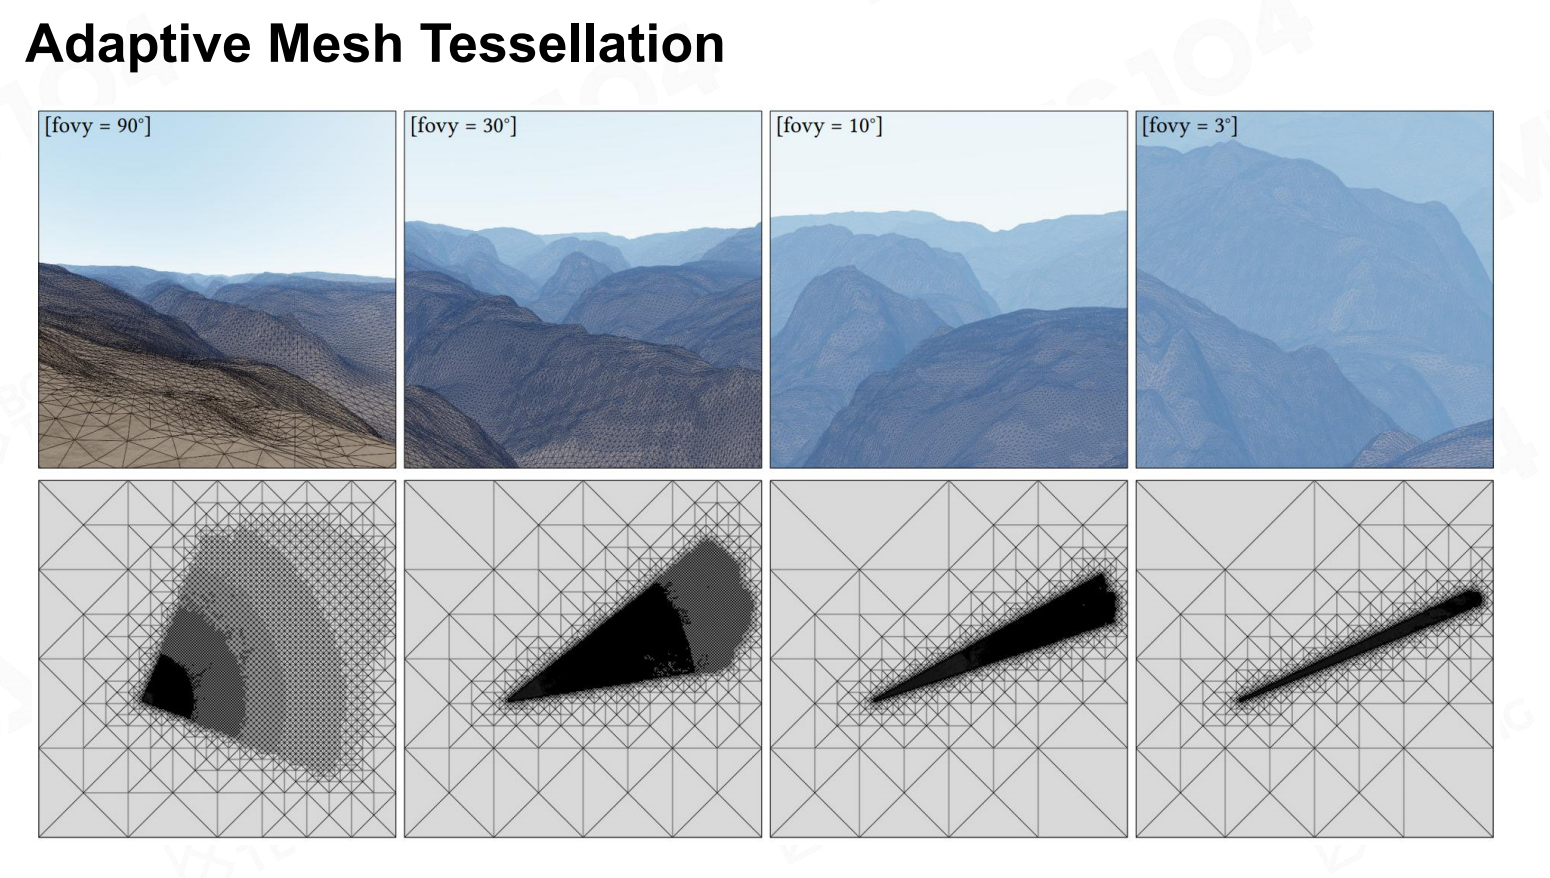 Adaptive Mesh Tessellation
[fovy = 90°]
[fovy = 30°]
[fovy = 10°]
[fovy = 3°]